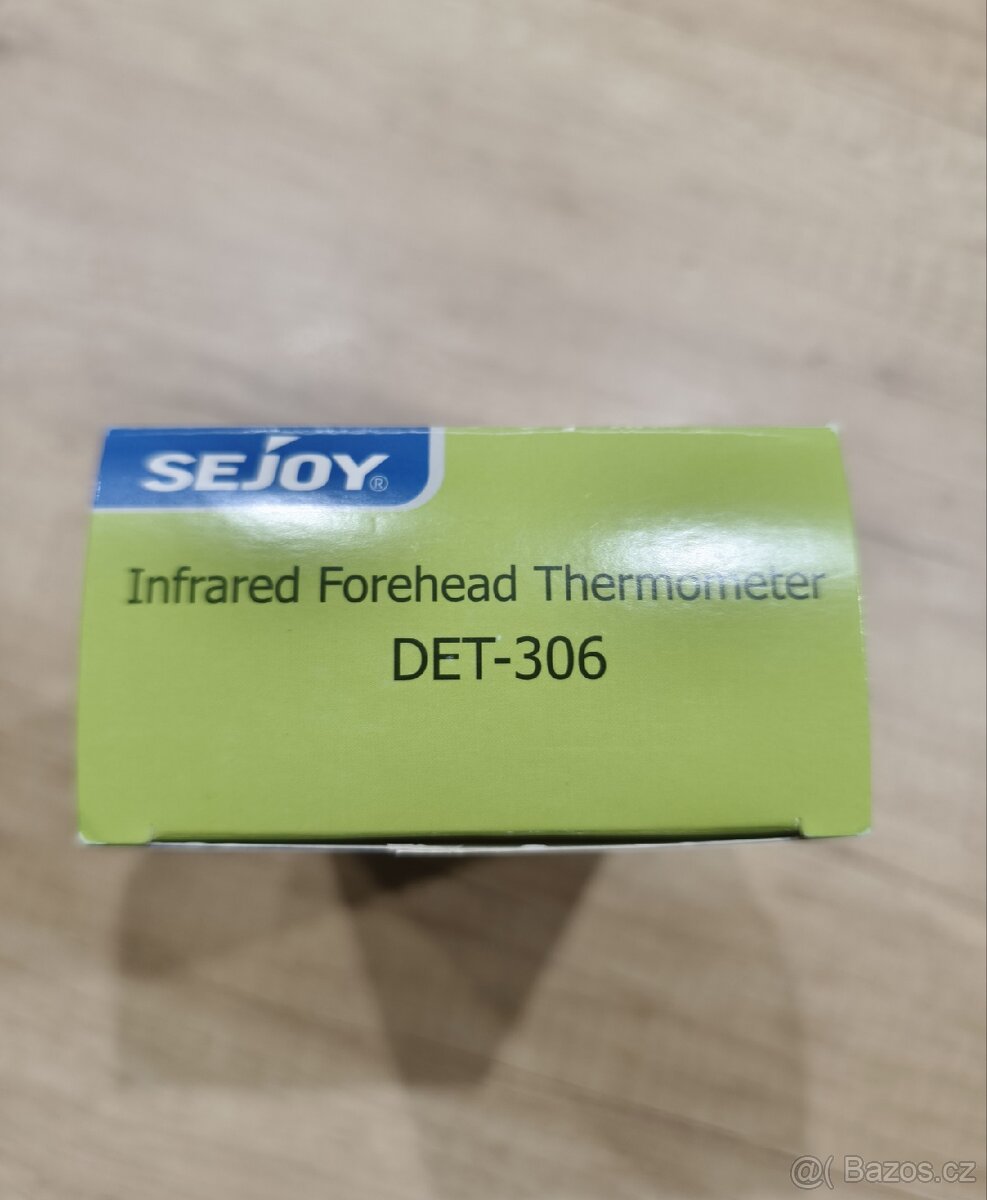 SEJOY®
Infrared Forehead Thermometer
DET-306
@( Bazos.cz